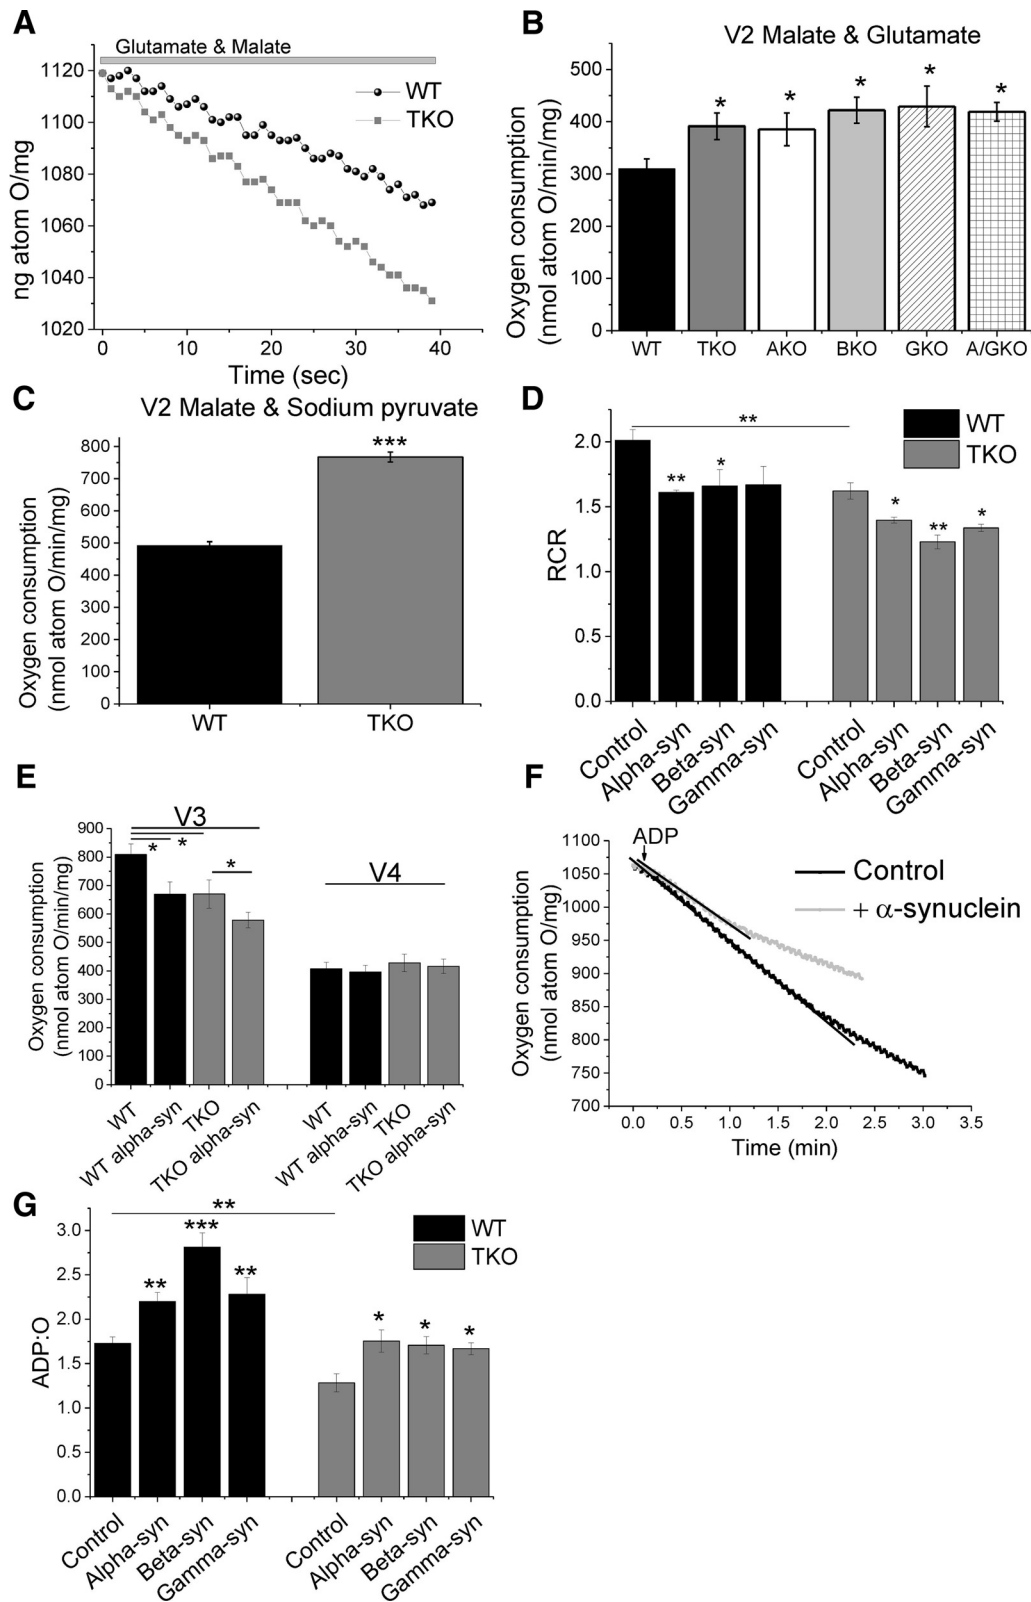 A
Glutamate & Malate
WT
TKO
ng atom O/mg
1120
1100
1080
1060
1040
1020
0 10 20 30 40
Time (sec)
B
V2 Malate & Glutamate
Oxygen consumption
(nmol atom O/min/mg)
500
400
300
200
100
0
* * * * *
WT TKO AKO BKO GKO A/GKO
C
V2 Malate & Sodium pyruvate
Oxygen consumption
(nmol atom O/min/mg)
800
700
600
500
400
300
200
100
0
***
WT TKO
D
WT
TKO
RCR
2.0
1.5
1.0
0.5
0.0
**
** *
* ** *
Control Alpha-syn Beta-syn Gamma-syn Control Alpha-syn Beta-syn Gamma-syn
E
V3
V4
Oxygen consumption
(nmol atom O/min/mg)
900
800
700
600
500
400
300
200
100
0
* * *
WT WT alpha-syn TKO TKO alpha-syn WT WT alpha-syn TKO TKO alpha-syn
F
ADP
Control
+ α-synuclein
Oxygen consumption
(nmol atom O/mg)
1100
1050
1000
950
900
850
800
750
700
0.0 0.5 1.0 1.5 2.0 2.5 3.0 3.5
Time (min)
G
WT
TKO
ADP:O
3.0
2.5
2.0
1.5
1.0
0.5
0.0
**
** *** **
* * *
Control Alpha-syn Beta-syn Gamma-syn Control Alpha-syn Beta-syn Gamma-syn